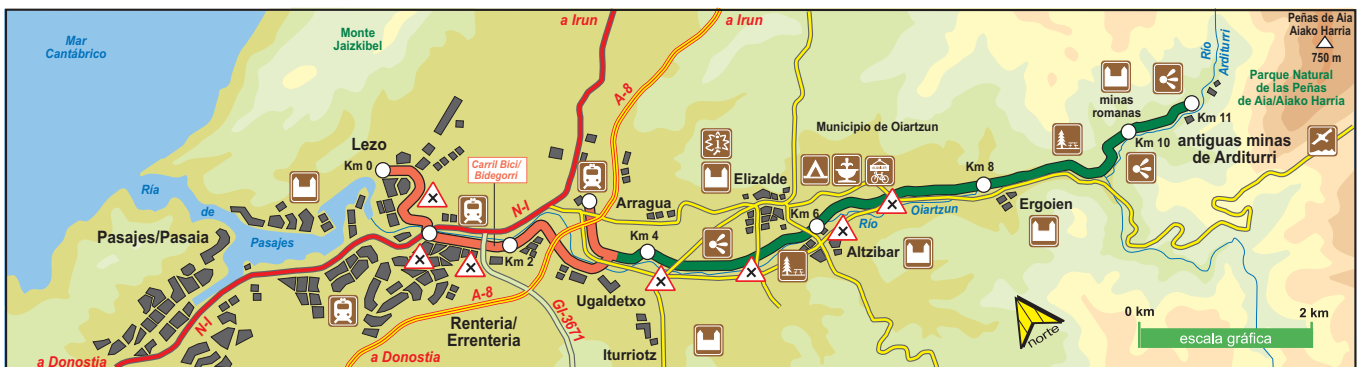 Mar
Cantábrico
Monte
Jaizkibel
a Irun
a Irun
Peñas de Aia
Aiako Harria
750 m
Río
Arditurri
Parque Natural
de las Peñas
de Aia/Aiako Harria
A-8
minas
romanas
Km 11
Km 10
antiguas minas
de Arditurri
Municipio de Oiartzun
Lezo
Km 0
Carril Bici/
Bidegorri
Elizalde
Km 8
Ría
de
Pasajes
N-I
Arragua
Km 6
Río
Oiartzun
Ergoien
Pasajes/Pasaia
Km 2
Km 4
Altzibar
Ugaldetxo
A-8
GI-3671
N-I
Renteria/
Errenteria
Iturriotz
norte
0 km
2 km
escala gráfica
a Donostia
a Donostia